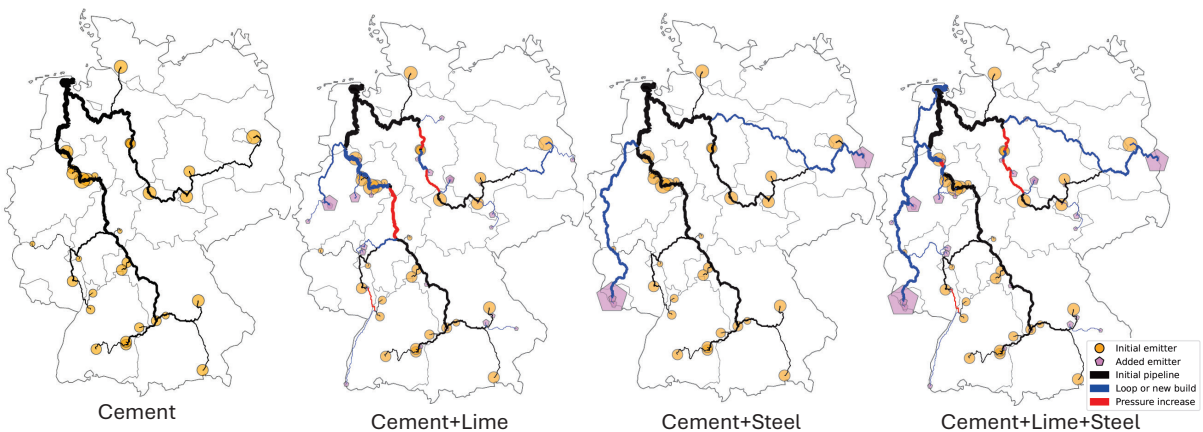 Cement
Cement+Lime
Cement+Steel
Cement+Lime+Steel
Initial emitter
Added emitter
Initial pipeline
Loop or new build
Pressure increase